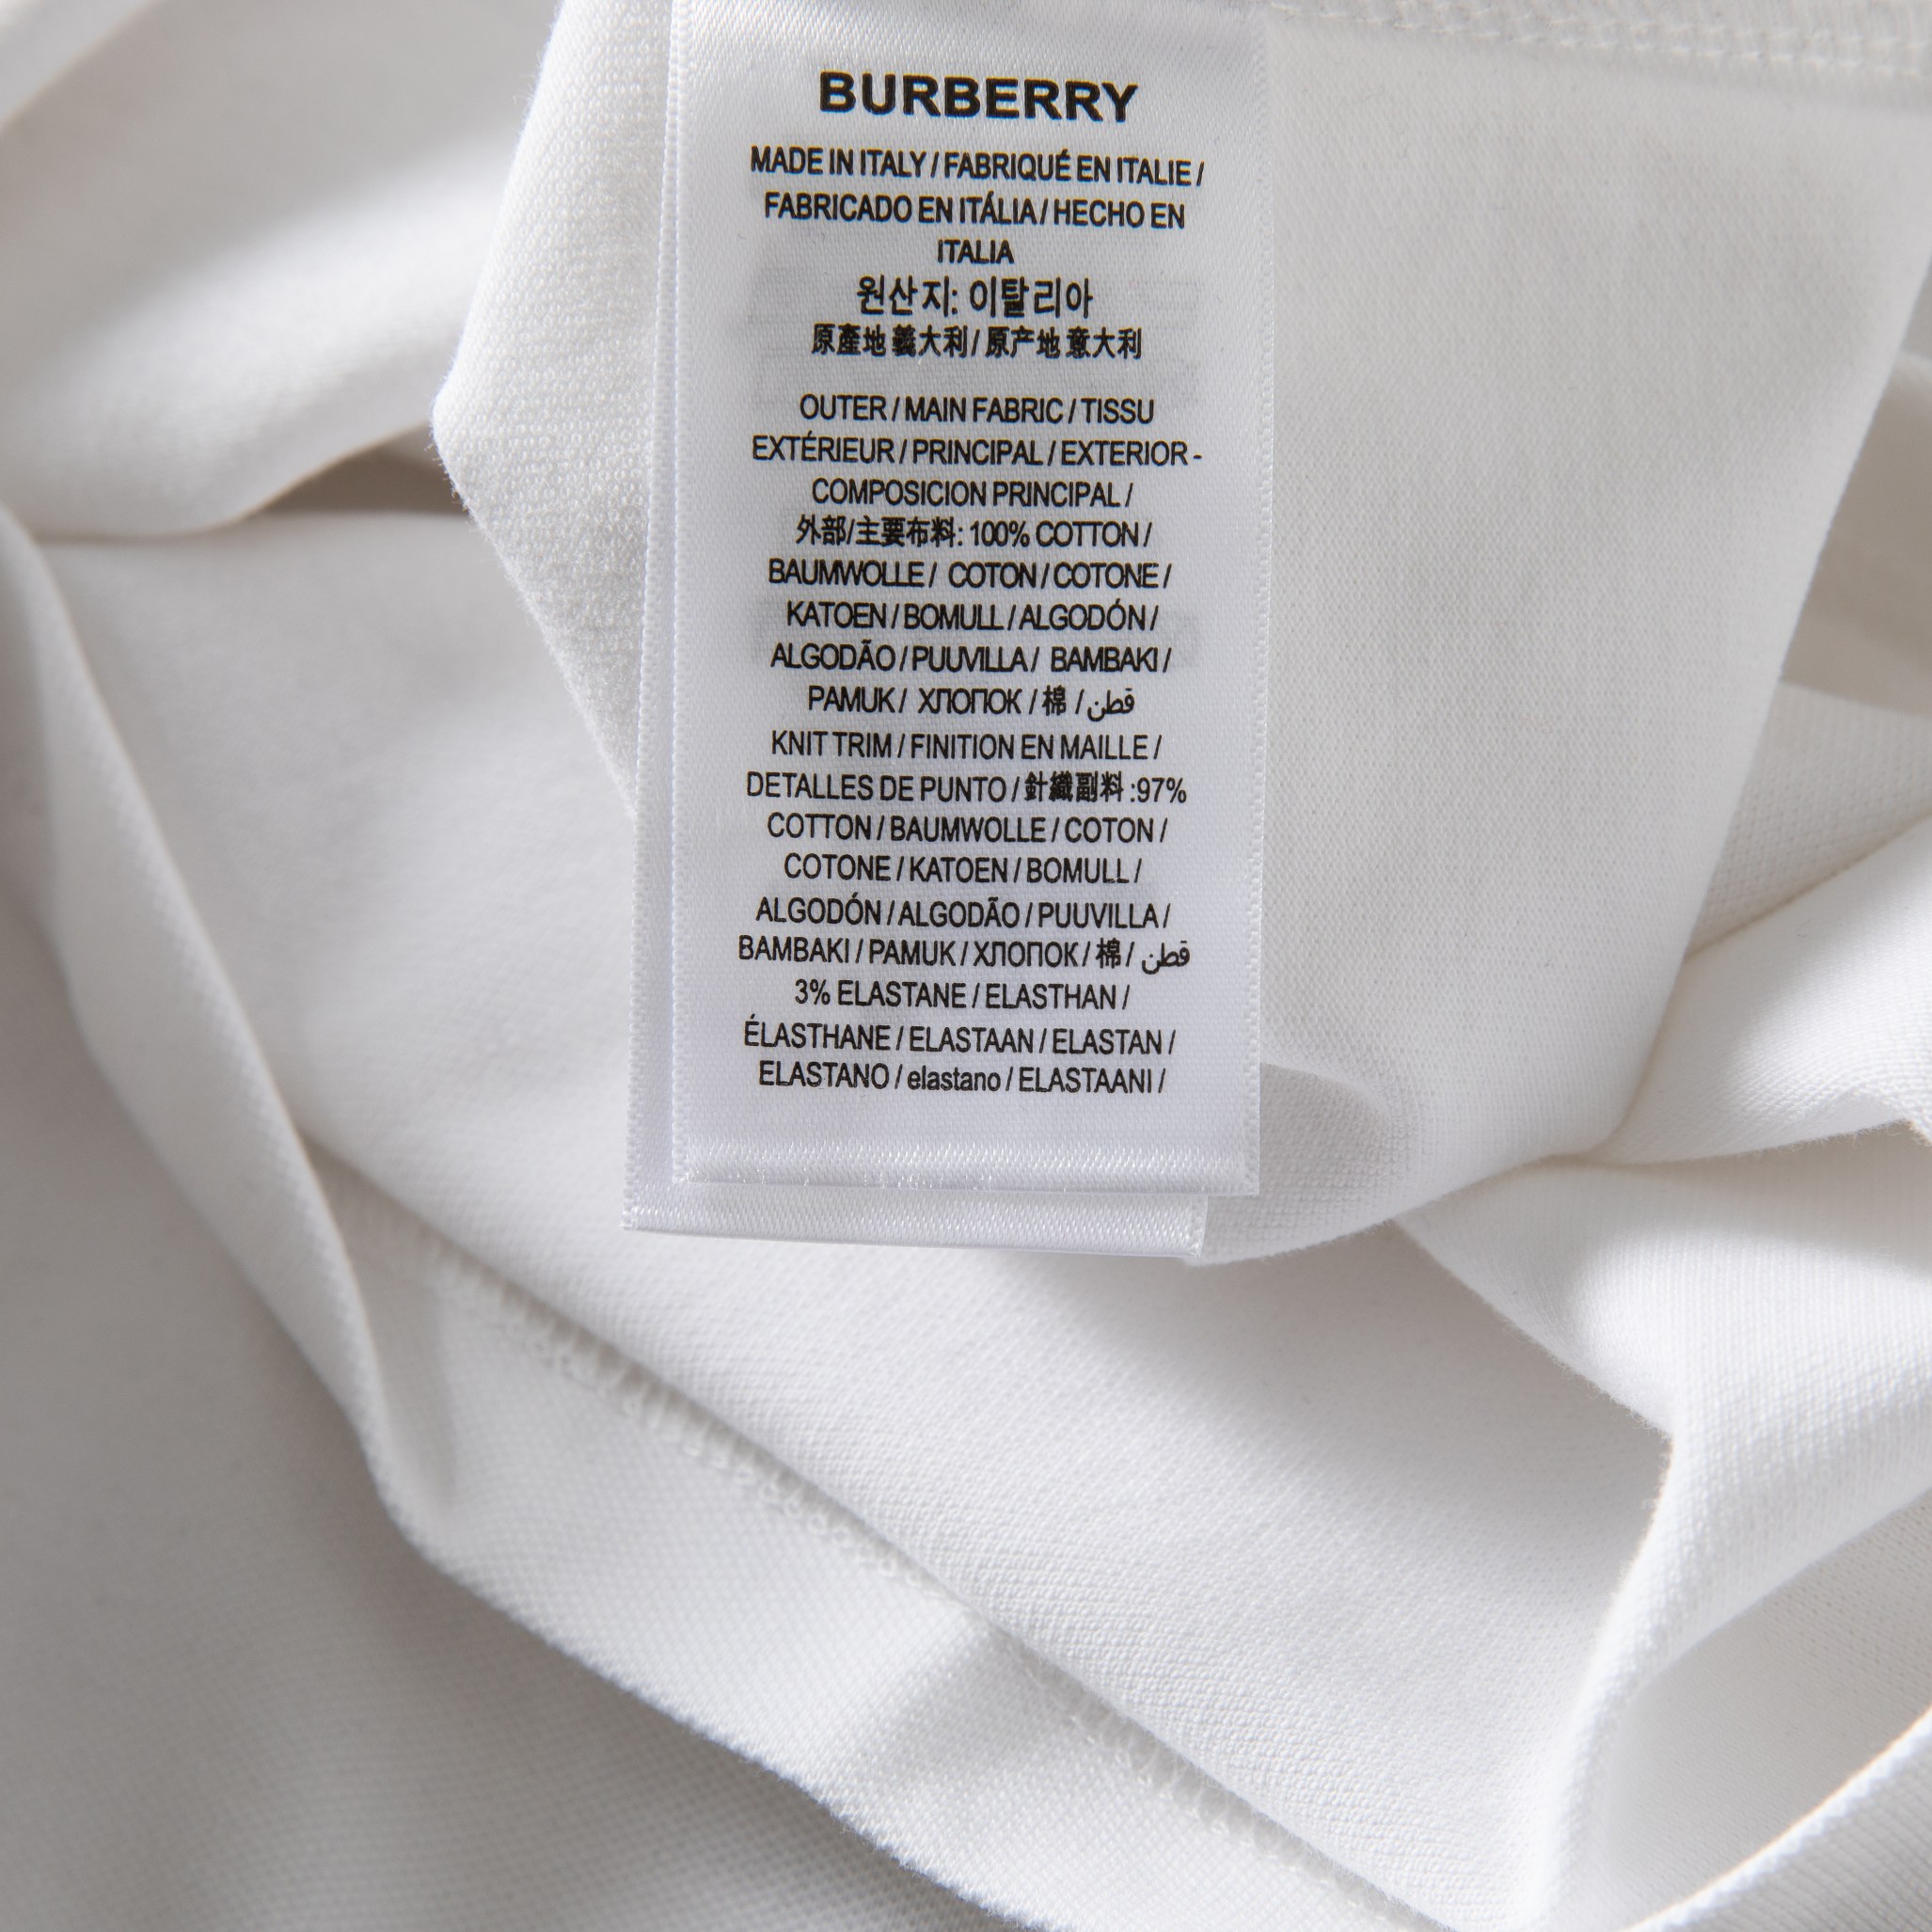 BURBERRY
MADE IN ITALY / FABRIQUÉ EN ITALIE /
FABRICADO EN ITÁLIA / HECHO EN
ITALIA
원산지: 이탈리아
原產地 義大利 / 原产地 意大利
OUTER / MAIN FABRIC / TISSU
EXTÉRIEUR / PRINCIPAL / EXTERIOR -
COMPOSICION PRINCIPAL /
外部/主要布料: 100% COTTON /
BAUMWOLLE / COTON / COTONE /
KATOEN / BOMULL / ALGODÓN /
ALGODÃO / PUUVILLA / BAMBAKI /
PAMUK / ХЛОПОК / 棉 / قطن
KNIT TRIM / FINITION EN MAILLE /
DETALLES DE PUNTO / 針織副料 :97%
COTTON / BAUMWOLLE / COTON /
COTONE / KATOEN / BOMULL /
ALGODÓN / ALGODÃO / PUUVILLA /
BAMBAKI / PAMUK / ХЛОПОК / 棉 / قطن
3% ELASTANE / ELASTHAN /
ÉLASTHANE / ELASTAAN / ELASTAN /
ELASTANO / elastano / ELASTAANI /